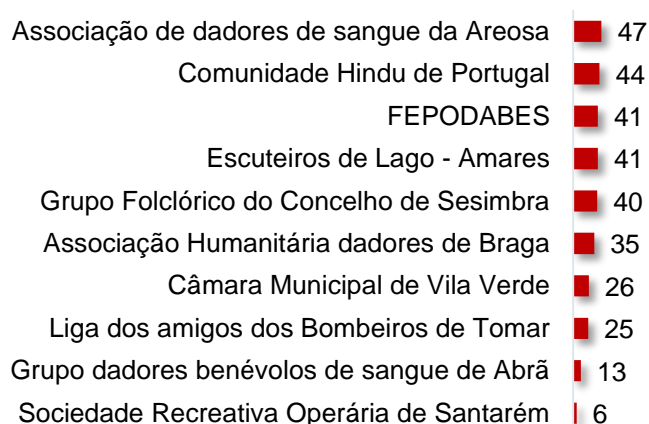 Associação de dadores de sangue da Areosa 47
Comunidade Hindu de Portugal 44
FEPODABES 41
Escuteiros de Lago - Amares 41
Grupo Folclórico do Concelho de Sesimbra 40
Associação Humanitária dadores de Braga 35
Câmara Municipal de Vila Verde 26
Liga dos amigos dos Bombeiros de Tomar 25
Grupo dadores benévolos de sangue de Abrã 13
Sociedade Recreativa Operária de Santarém 6